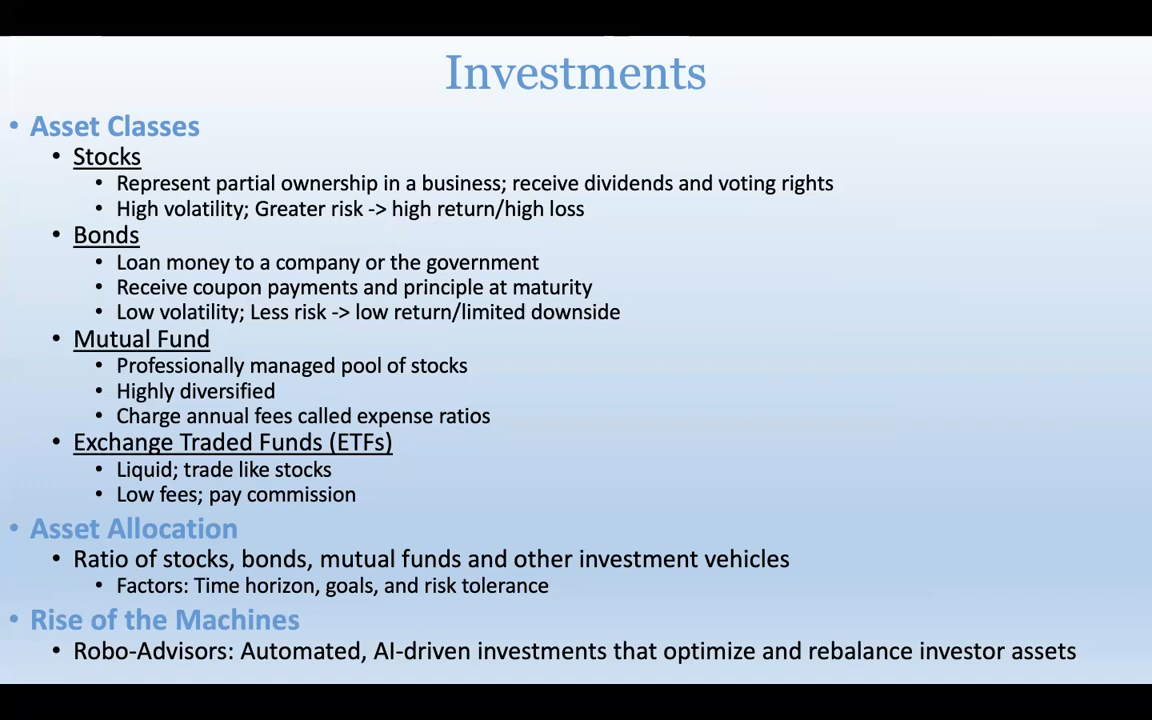 Investments
• Asset Classes
• Stocks
• Represent partial ownership in a business; receive dividends and voting rights
• High volatility; Greater risk -> high return/high loss
• Bonds
• Loan money to a company or the government
• Receive coupon payments and principle at maturity
• Low volatility; Less risk -> low return/limited downside
• Mutual Fund
• Professionally managed pool of stocks
• Highly diversified
• Charge annual fees called expense ratios
• Exchange Traded Funds (ETFs)
• Liquid; trade like stocks
• Low fees; pay commission
• Asset Allocation
• Ratio of stocks, bonds, mutual funds and other investment vehicles
• Factors: Time horizon, goals, and risk tolerance
• Rise of the Machines
• Robo-Advisors: Automated, AI-driven investments that optimize and rebalance investor assets